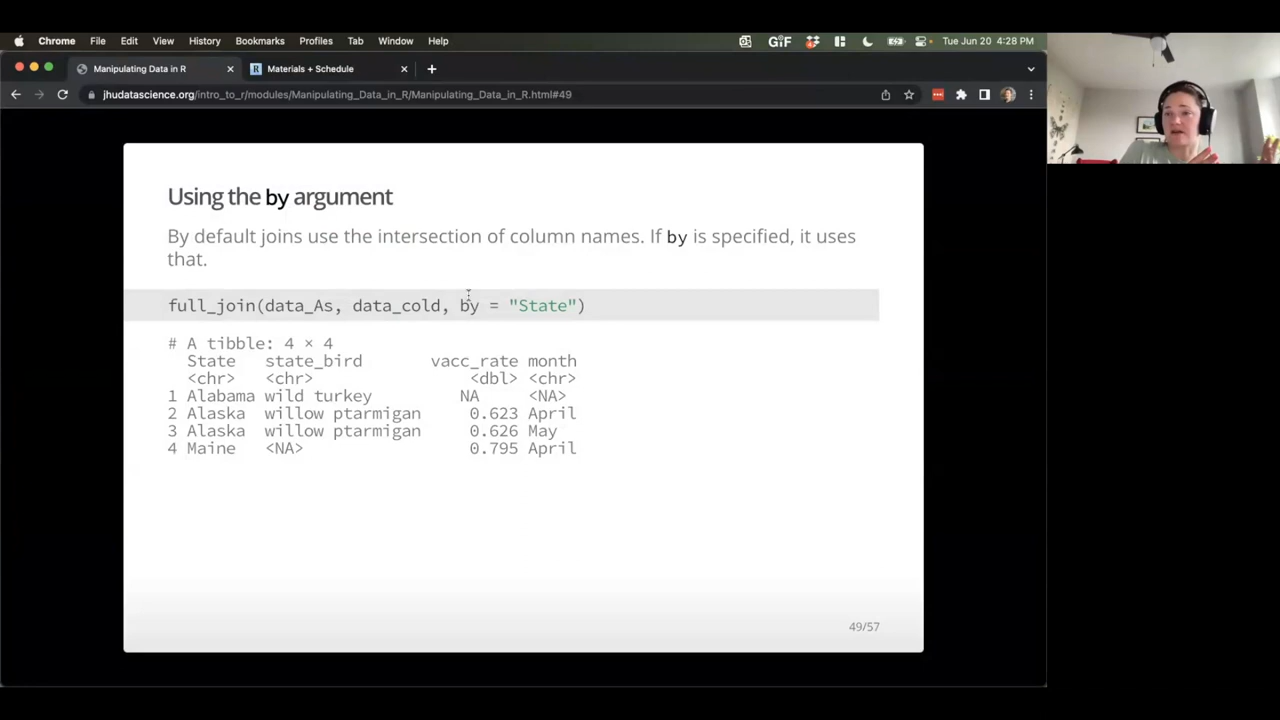 Chrome File Edit View History Bookmarks Profiles Tab Window Help GIF Tue Jun 20 4:28 PM
Manipulating Data in R Materials + Schedule
jhudatascience.org/intro_to_r/modules/Manipulating_Data_in_R/Manipulating_Data_in_R.html#49
Using the by argument
By default joins use the intersection of column names. If by is specified, it uses
that.
full_join(data_As, data_cold, by = "State")
# A tibble: 4 × 4
State state_bird vacc_rate month
<chr> <chr> <dbl> <chr>
1 Alabama wild turkey NA <NA>
2 Alaska willow ptarmigan 0.623 April
3 Alaska willow ptarmigan 0.626 May
4 Maine <NA> 0.795 April
49/57